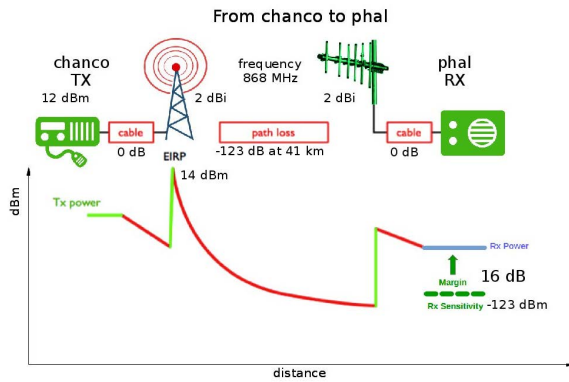 From chanco to phal
chanco
TX
12 dBm
2 dBi
frequency
868 MHz
2 dBi
phal
RX
cable
0 dB
path loss
-123 dB at 41 km
cable
0 dB
EIRP
14 dBm
dBm
Tx power
Rx Power
Margin
16 dB
Rx Sensitivity
-123 dBm
distance